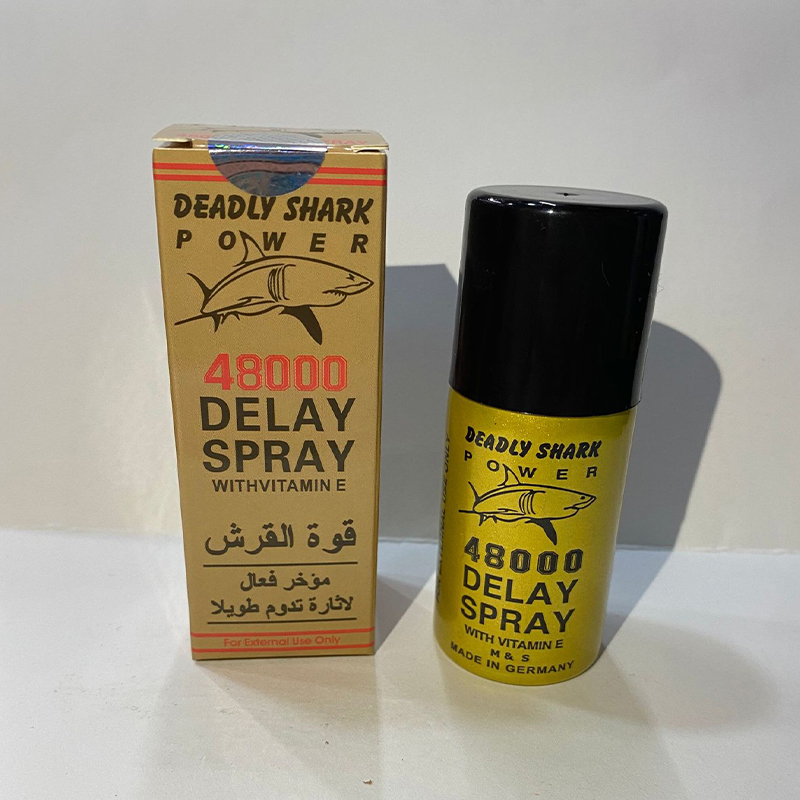 DEADLY SHARK
POWER
48000
DELAY
SPRAY
WITHVITAMIN E
قوة القرش
مؤخر فعال
لاثارة تدوم طويلا
For External Use Only
DEADLY SHARK
POWER
48000
DELAY
SPRAY
WITH VITAMIN E
M & S
MADE IN GERMANY